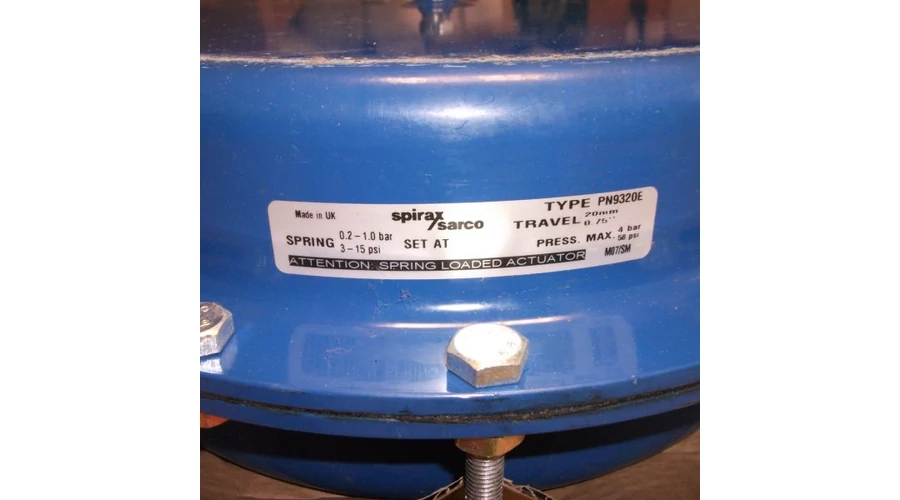 Made in UK spirax/sarco TYPE PN9320E
TRAVEL 20mm 0.75''
SPRING 0.2-1.0 bar 3-15 psi SET AT PRESS. MAX. 4 bar 58 psi
ATTENTION: SPRING LOADED ACTUATOR M07/SM